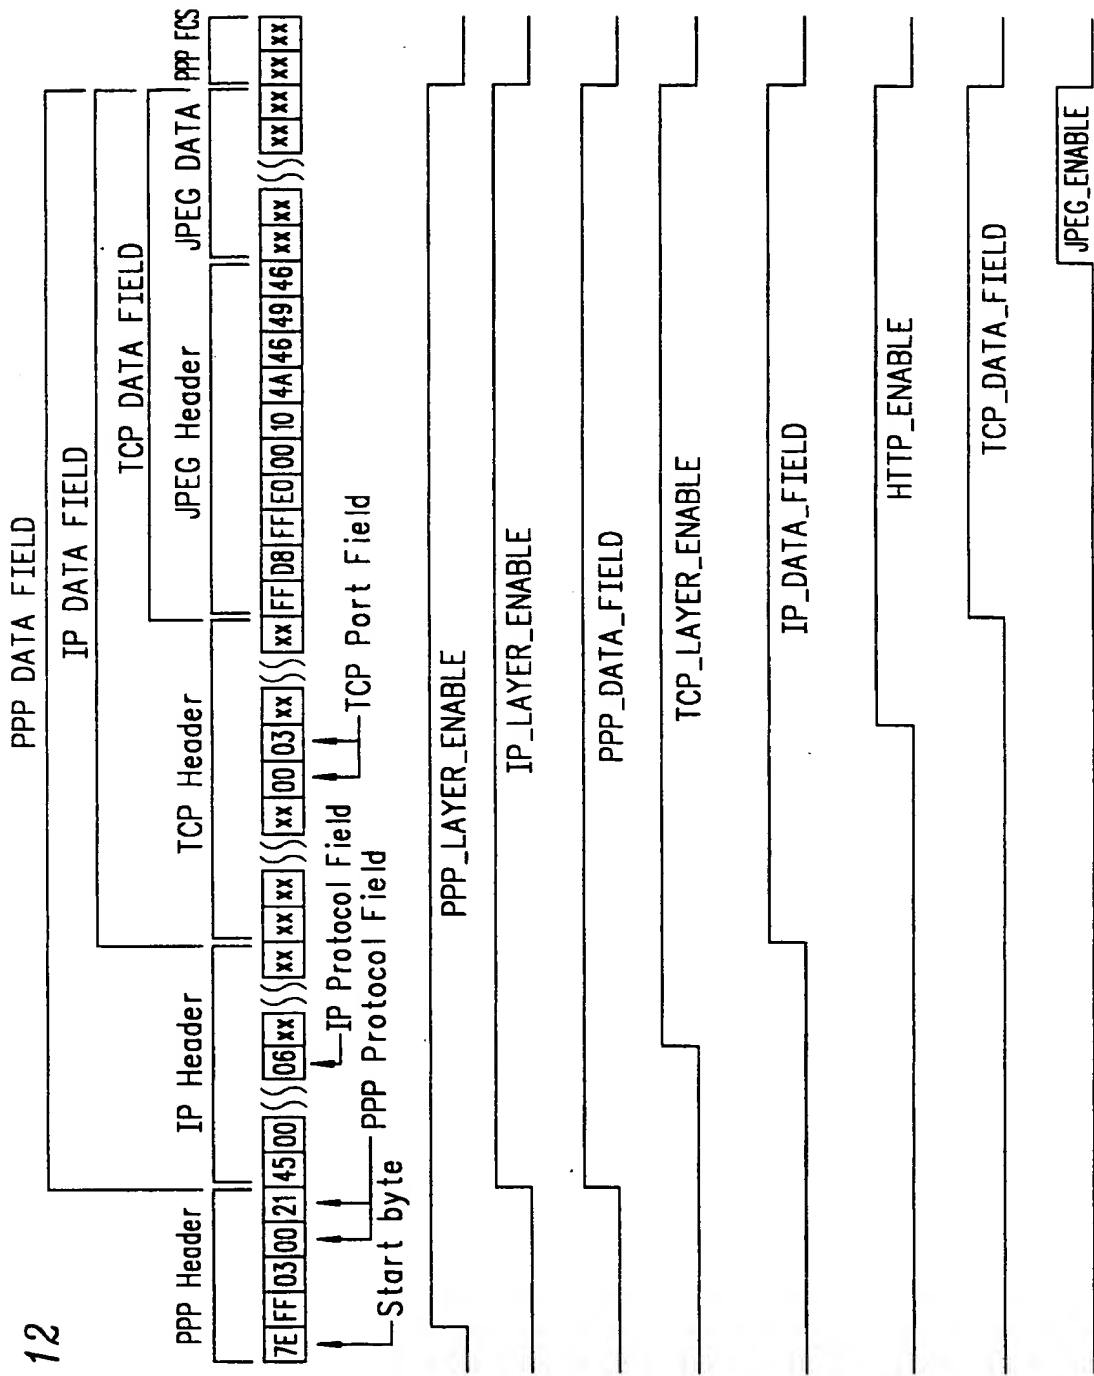 12
PPP DATA FIELD
IP DATA FIELD
TCP DATA FIELD
PPP Header IP Header TCP Header JPEG Header JPEG DATA PPP FCS
7E FF 03 00 21 45 00 06 xx xx xx xx xx xx 00 03 xx xx FF D8 FF E0 00 10 4A 46 49 46 xx xx xx xx xx xx
IP Protocol Field
TCP Port Field
PPP Protocol Field
Start byte
PPP_LAYER_ENABLE
IP_LAYER_ENABLE
PPP_DATA_FIELD
TCP_LAYER_ENABLE
IP_DATA_FIELD
HTTP_ENABLE
TCP_DATA_FIELD
JPEG_ENABLE